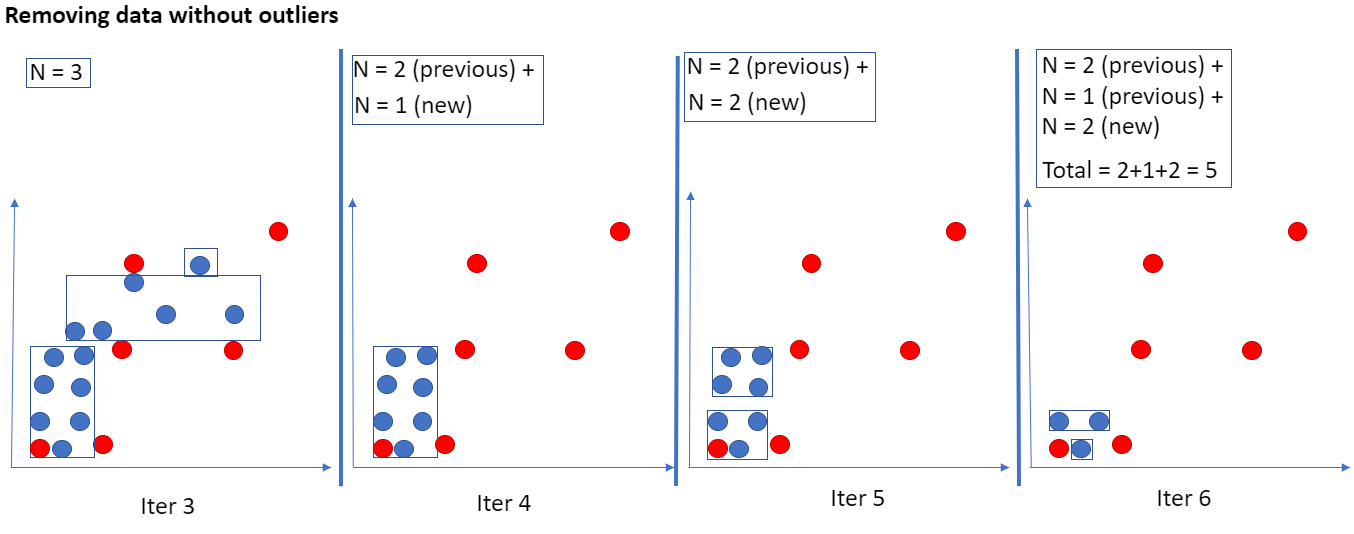 Removing data without outliers
N = 3
N = 2 (previous) +
N = 1 (new)
N = 2 (previous) +
N = 2 (new)
N = 2 (previous) +
N = 1 (previous) +
N = 2 (new)
Total = 2+1+2 = 5
Iter 3
Iter 4
Iter 5
Iter 6